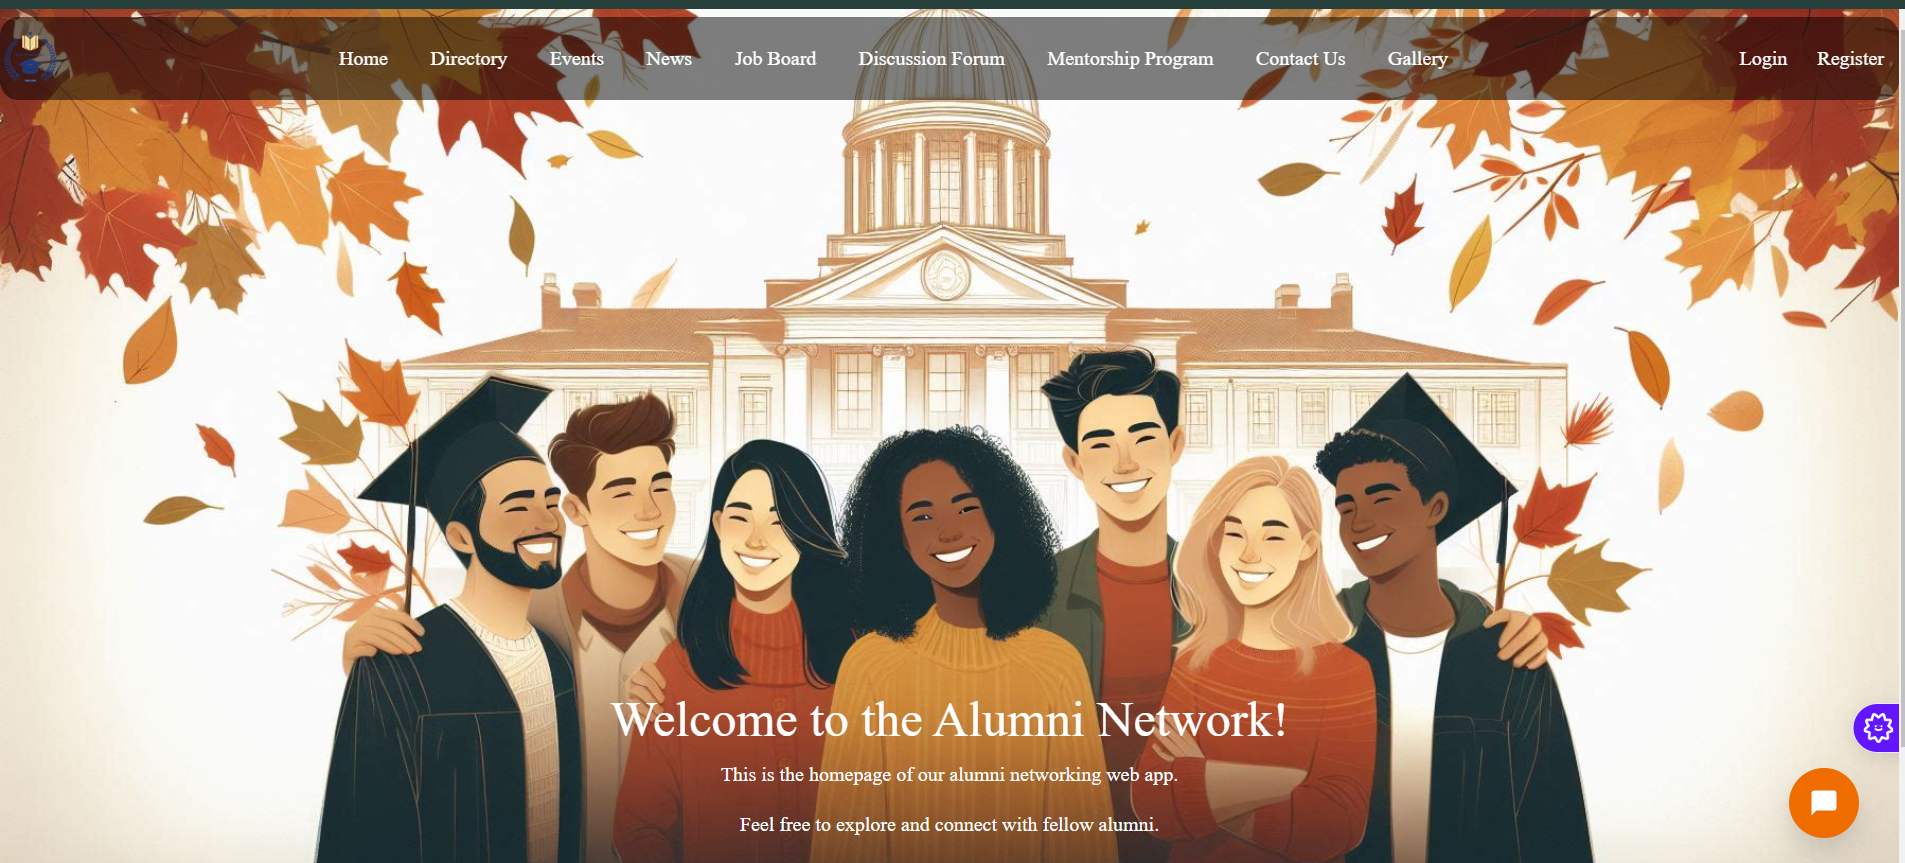 Home Directory Events News Job Board Discussion Forum Mentorship Program Contact Us Gallery Login Register
Welcome to the Alumni Network!
This is the homepage of our alumni networking web app.
Feel free to explore and connect with fellow alumni.